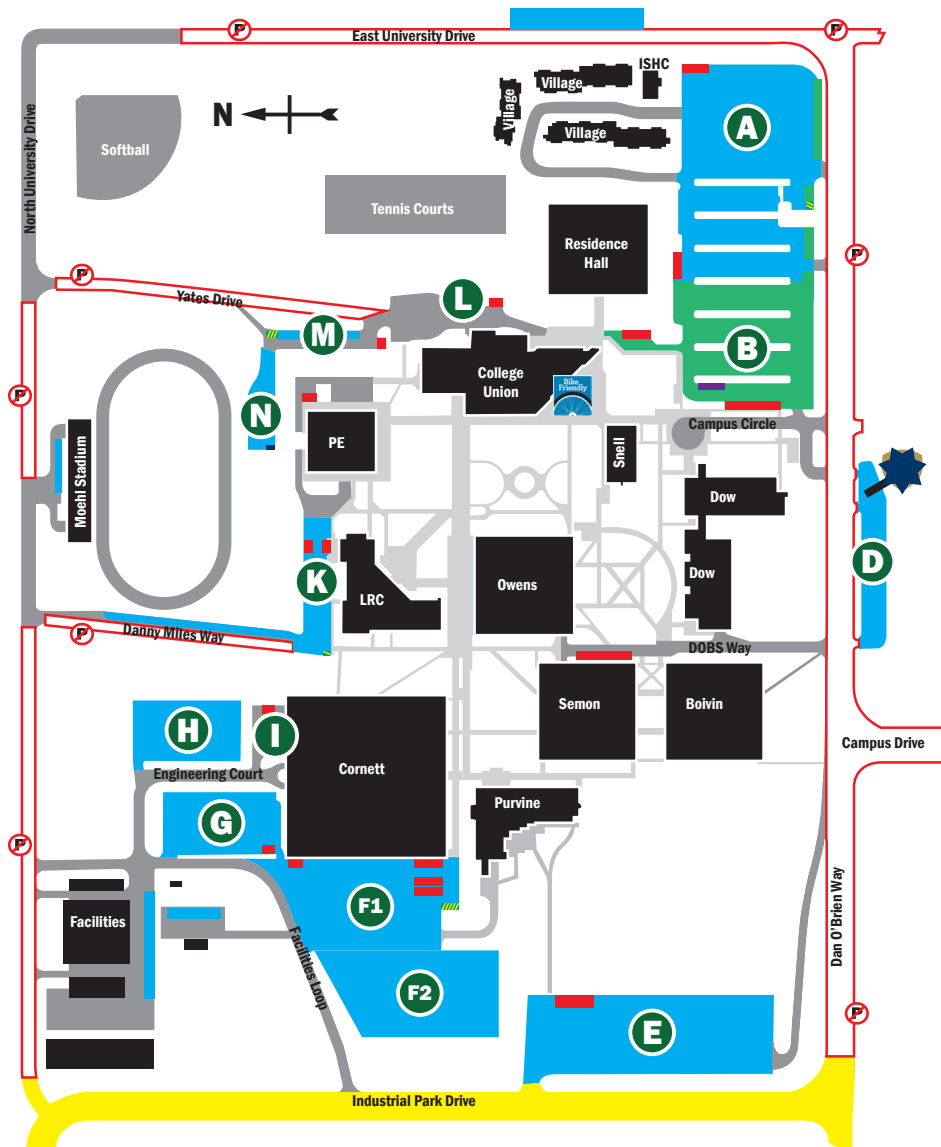 East University Drive
P
P
ISHC
Village
Village
Village
A
N
Softball
North University Drive
Tennis Courts
Residence
Hall
P
P
Yates Drive
L
M
B
College
Union
Bike
Friendly
P
N
PE
Campus Circle
Snell
Moehl Stadium
Dow
D
K
LRC
Owens
Dow
Danny Miles Way
P
DOBS Way
H
I
Semon
Boivin
Campus Drive
Engineering Court
Cornett
G
Purvine
P
F1
Facilities
Facilities Loop
Dan O'Brien Way
F2
E
P
Industrial Park Drive